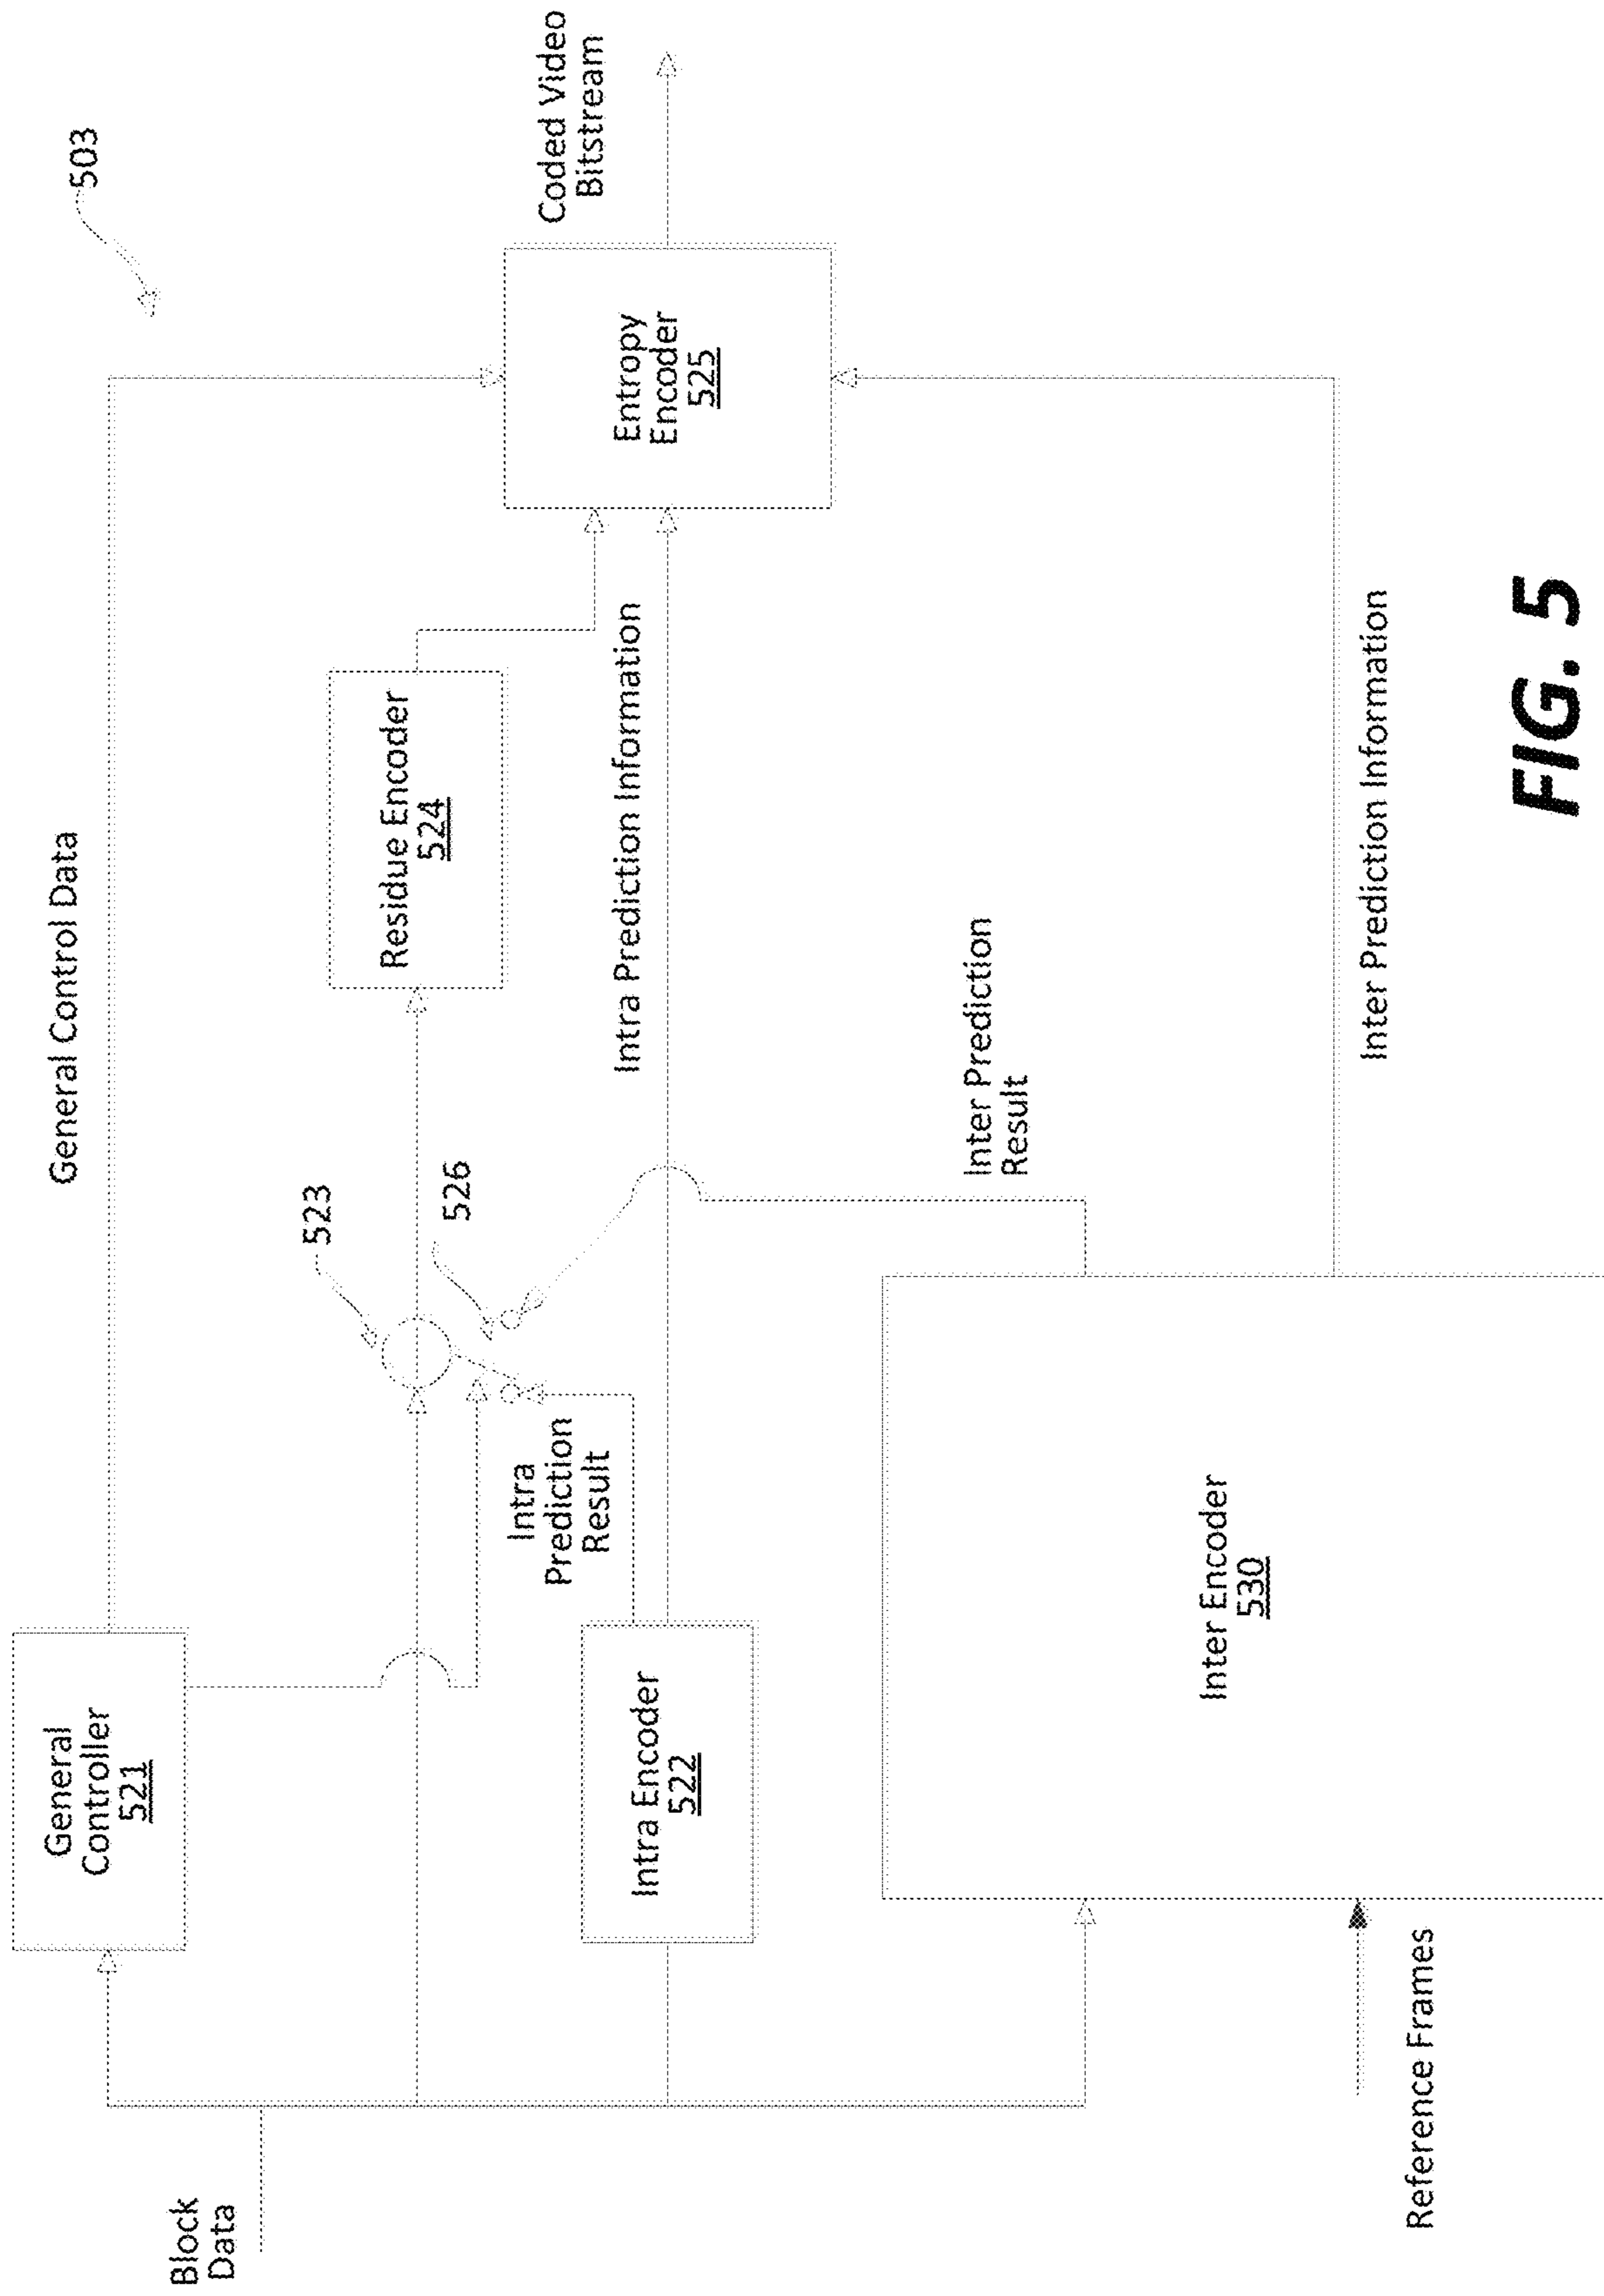 503
General Control Data
General
Controller
521
Block
Data
523
Residue Encoder
524
526
Coded Video
Bitstream
Intra
Prediction
Result
Entropy
Encoder
525
Intra Encoder
522
Intra Prediction Information
Inter Prediction
Result
Inter Encoder
530
Inter Prediction Information
Reference Frames
FIG. 5